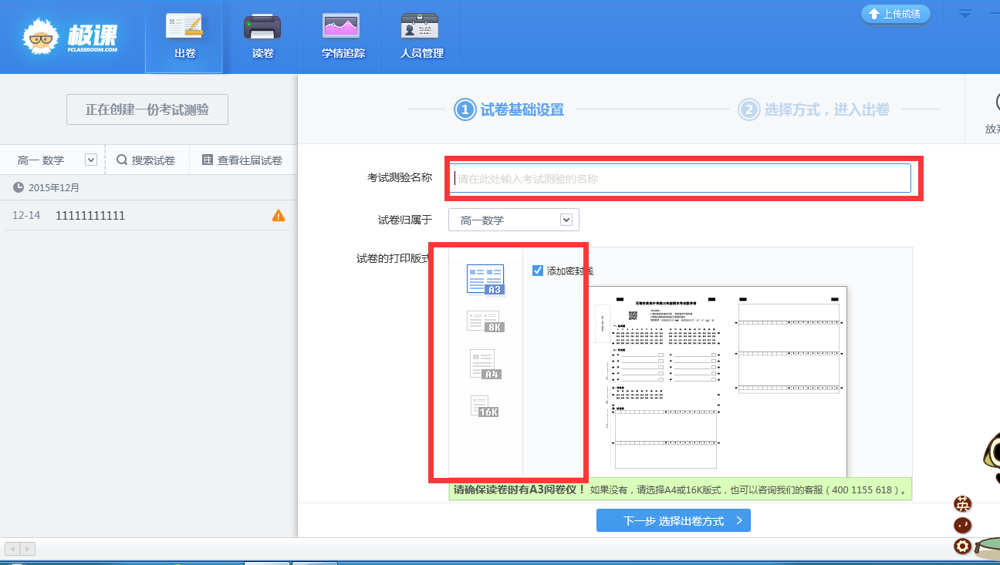 极课
FCLASSROOM.COM
出卷
读卷
学情追踪
人员管理
上传成绩
正在创建一份考试测验
1 试卷基础设置
2 选择方式，进入出卷
高一 数学
搜索试卷
往 查看往届试卷
2015年12月
12-14 11111111111
考试测验名称
请在此处输入考试测验的名称
试卷归属于
高一数学
试卷的打印版式
A3
8K
A4
16K
添加密封线
请确保读卷时有A3阅卷仪！ 如果没有，请选择A4或16K版式，也可以咨询我们的客服（400 1155 618）。
下一步 选择出卷方式
英